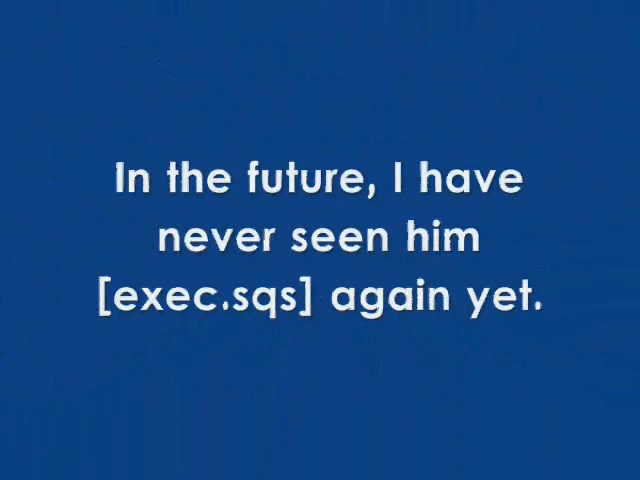 In the future, I have
never seen him
[exec.sqs] again yet.